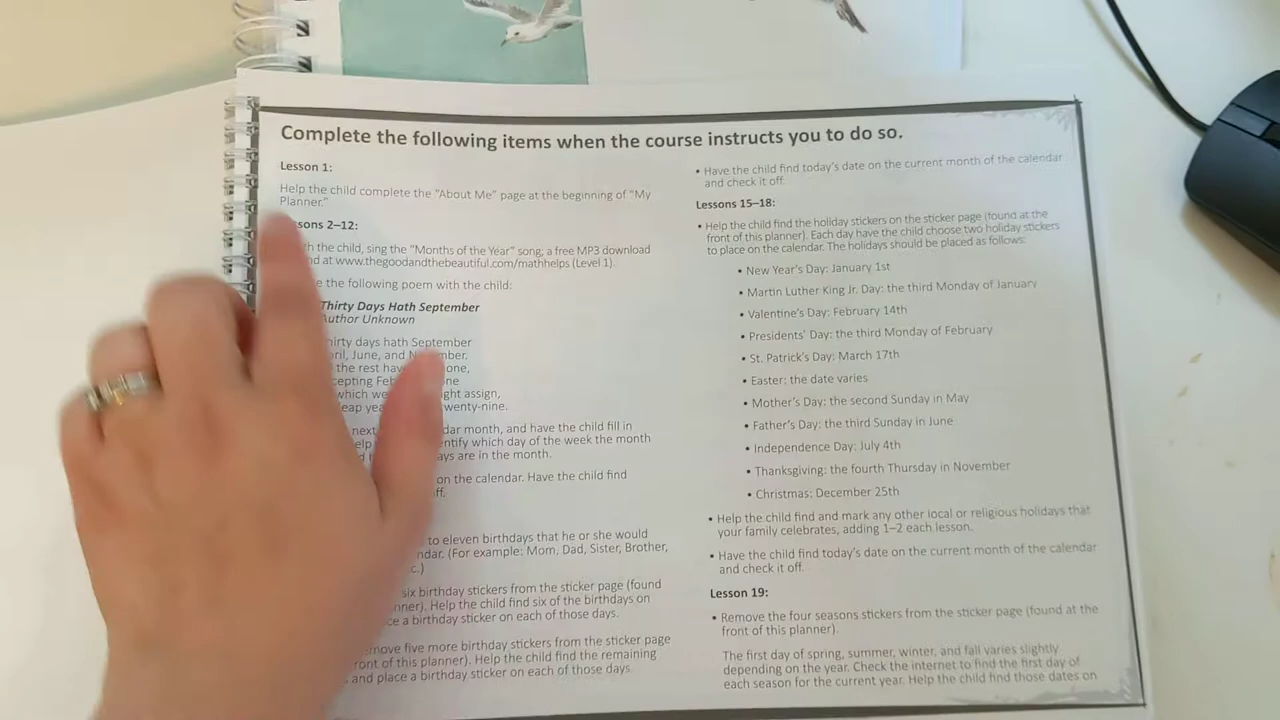 Complete the following items when the course instructs you to do so.
Lesson 1:
Help the child complete the "About Me" page at the beginning of "My
Planner."
ssons 2–12:
th the child, sing the "Months of the Year" song; a free MP3 download
nd at www.thegoodandthebeautiful.com/mathhelps (Level 1).
e the following poem with the child:
Thirty Days Hath September
Author Unknown
hirty days hath September
ril, June, and N mber.
the rest hav one,
cepting Feb one
which we ght assign,
leap yea wenty-nine.
next dar month, and have the child fill in
elp entify which day of the week the month
d ays are in the month.
on the calendar. Have the child find
ff.
to eleven birthdays that he or she would
ndar. (For example: Mom, Dad, Sister, Brother,
c.)
six birthday stickers from the sticker page (found
nner). Help the child find six of the birthdays on
ce a birthday sticker on each of those days.
move five more birthday stickers from the sticker page
ront of this planner). Help the child find the remaining
and place a birthday sticker on each of those days.
• Have the child find today's date on the current month of the calendar
and check it off.
Lessons 15–18:
• Help the child find the holiday stickers on the sticker page (found at the
front of this planner). Each day have the child choose two holiday stickers
to place on the calendar. The holidays should be placed as follows:
• New Year's Day: January 1st
• Martin Luther King Jr. Day: the third Monday of January
• Valentine's Day: February 14th
• Presidents' Day: the third Monday of February
• St. Patrick's Day: March 17th
• Easter: the date varies
• Mother's Day: the second Sunday in May
• Father's Day: the third Sunday in June
• Independence Day: July 4th
• Thanksgiving: the fourth Thursday in November
• Christmas: December 25th
• Help the child find and mark any other local or religious holidays that
your family celebrates, adding 1–2 each lesson.
• Have the child find today's date on the current month of the calendar
and check it off.
Lesson 19:
• Remove the four seasons stickers from the sticker page (found at the
front of this planner).
The first day of spring, summer, winter, and fall varies slightly
depending on the year. Check the internet to find the first day of
each season for the current year. Help the child find those dates on